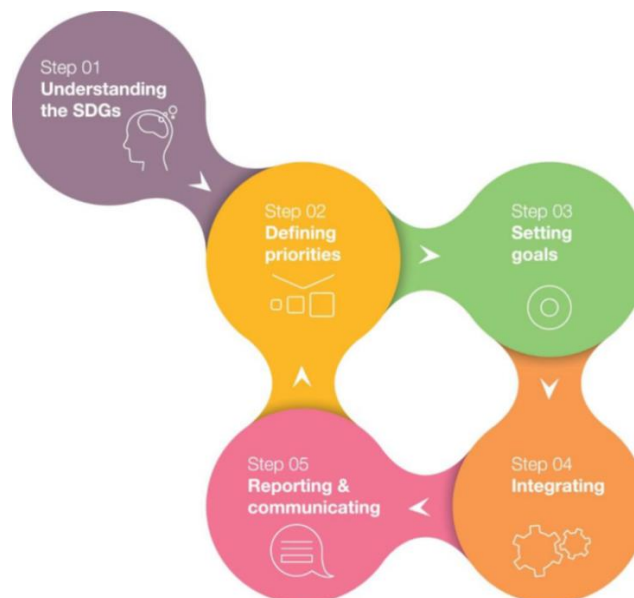 Step 01
Understanding
the SDGs
Step 02
Defining
priorities
Step 03
Setting
goals
Step 04
Integrating
Step 05
Reporting &
communicating